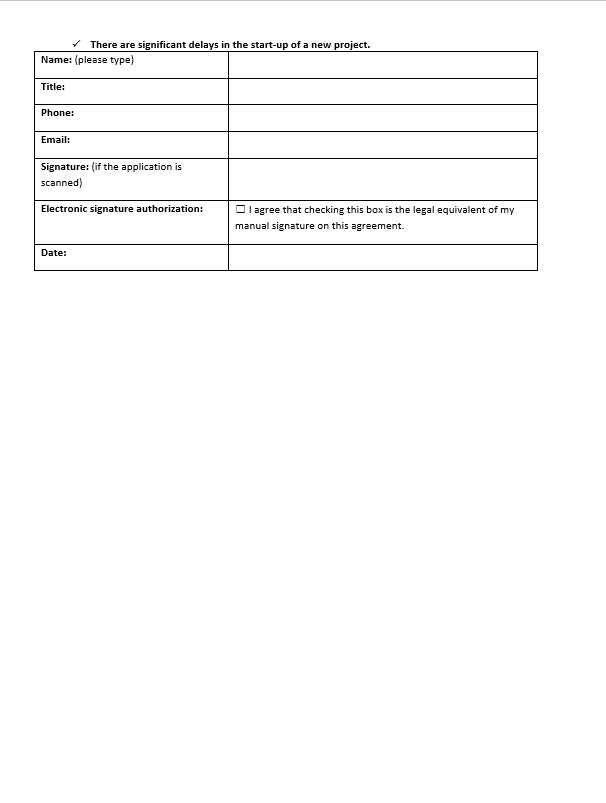 ✓ There are significant delays in the start-up of a new project.
Name: (please type)
Title:
Phone:
Email:
Signature: (if the application is
scanned)
Electronic signature authorization:
☐ I agree that checking this box is the legal equivalent of my
manual signature on this agreement.
Date: